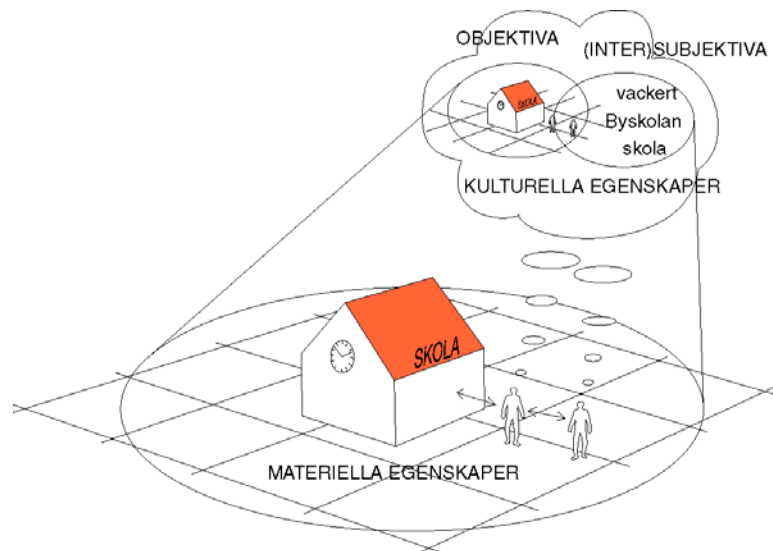 OBJEKTIVA
(INTER)SUBJEKTIVA
SKOLA
vackert
Byskolan
skola
KULTURELLA EGENSKAPER
SKOLA
MATERIELLA EGENSKAPER